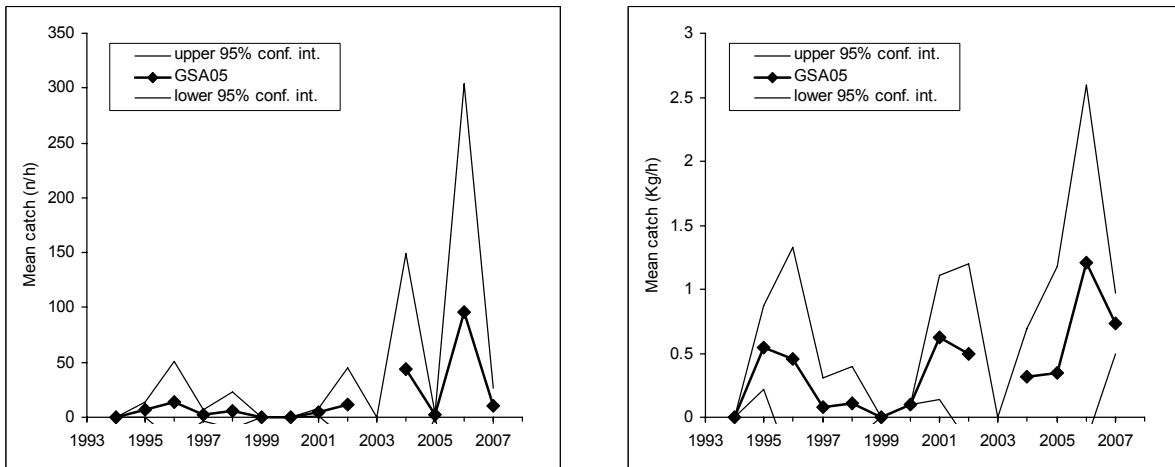 350
300
250
200
150
100
50
0
Mean catch (n/h)
upper 95% conf. int.
GSA05
lower 95% conf. int.
1993 1995 1997 1999 2001 2003 2005 2007
3
2.5
2
1.5
1
0.5
0
Mean catch (Kg/h)
upper 95% conf. int.
GSA05
lower 95% conf. int.
1993 1995 1997 1999 2001 2003 2005 2007